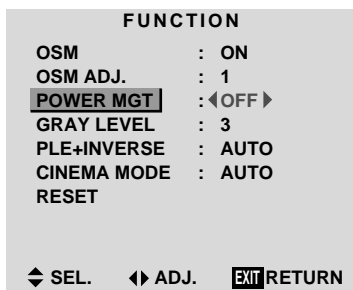 FUNCTION
OSM : ON
OSM ADJ. : 1
POWER MGT : ◀OFF▶
GRAY LEVEL : 3
PLE+INVERSE : AUTO
CINEMA MODE : AUTO
RESET
SEL. ADJ. EXIT RETURN